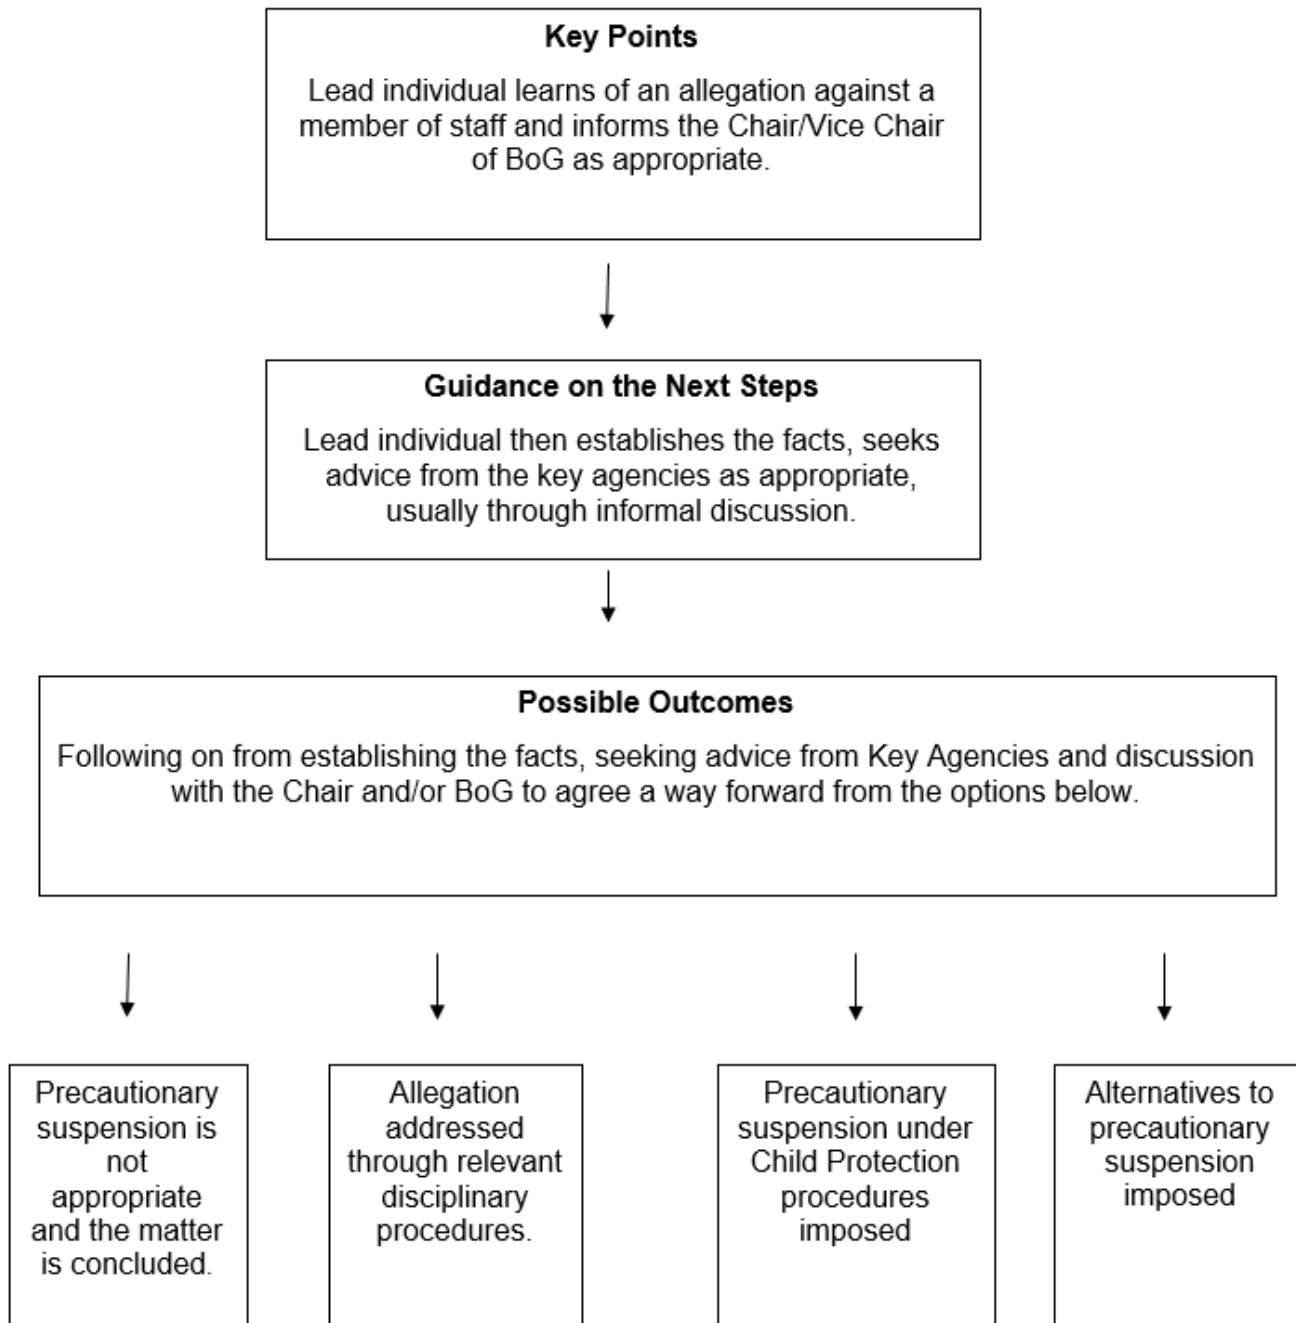 Key Points
Lead individual learns of an allegation against a
member of staff and informs the Chair/Vice Chair
of BoG as appropriate.
Guidance on the Next Steps
Lead individual then establishes the facts, seeks
advice from the key agencies as appropriate,
usually through informal discussion.
Possible Outcomes
Following on from establishing the facts, seeking advice from Key Agencies and discussion
with the Chair and/or BoG to agree a way forward from the options below.
Precautionary
suspension is
not
appropriate
and the matter
is concluded.
Allegation
addressed
through relevant
disciplinary
procedures.
Precautionary
suspension under
Child Protection
procedures
imposed
Alternatives to
precautionary
suspension
imposed